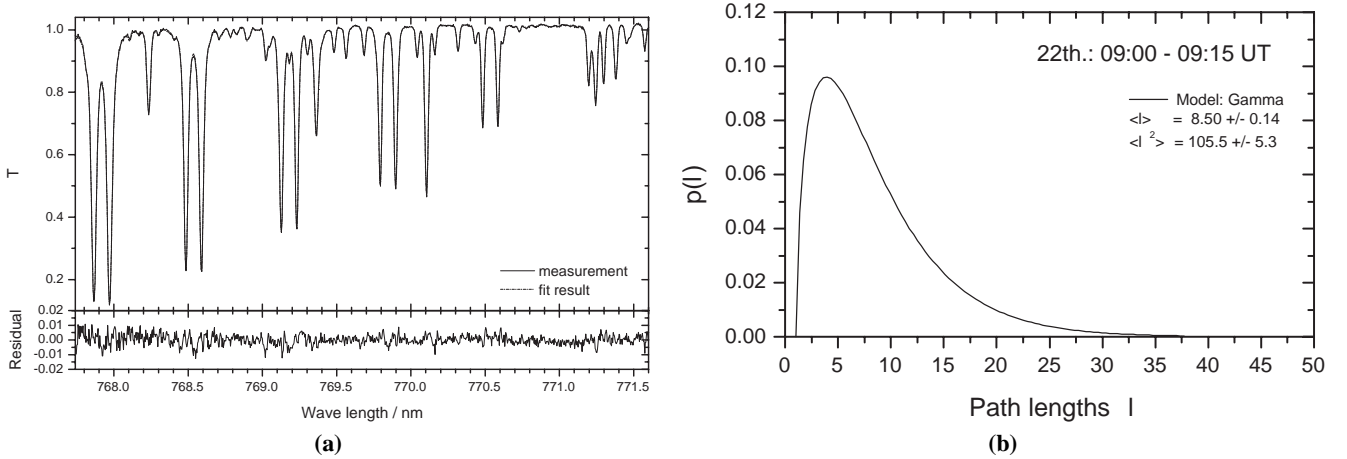 1.0
0.8
0.6
0.4
0.2
T
measurement
fit result
0.02
0.01
0.00
-0.01
-0.02
Residual
768.0 768.5 769.0 769.5 770.0 770.5 771.0 771.5
Wave length / nm
(a)
0.12
0.10
0.08
0.06
0.04
0.02
0.00
p(l)
22th.: 09:00 - 09:15 UT
Model: Gamma
<l> = 8.50 +/- 0.14
<l 2> = 105.5 +/- 5.3
0 5 10 15 20 25 30 35 40 45 50
Path lengths l
(b)